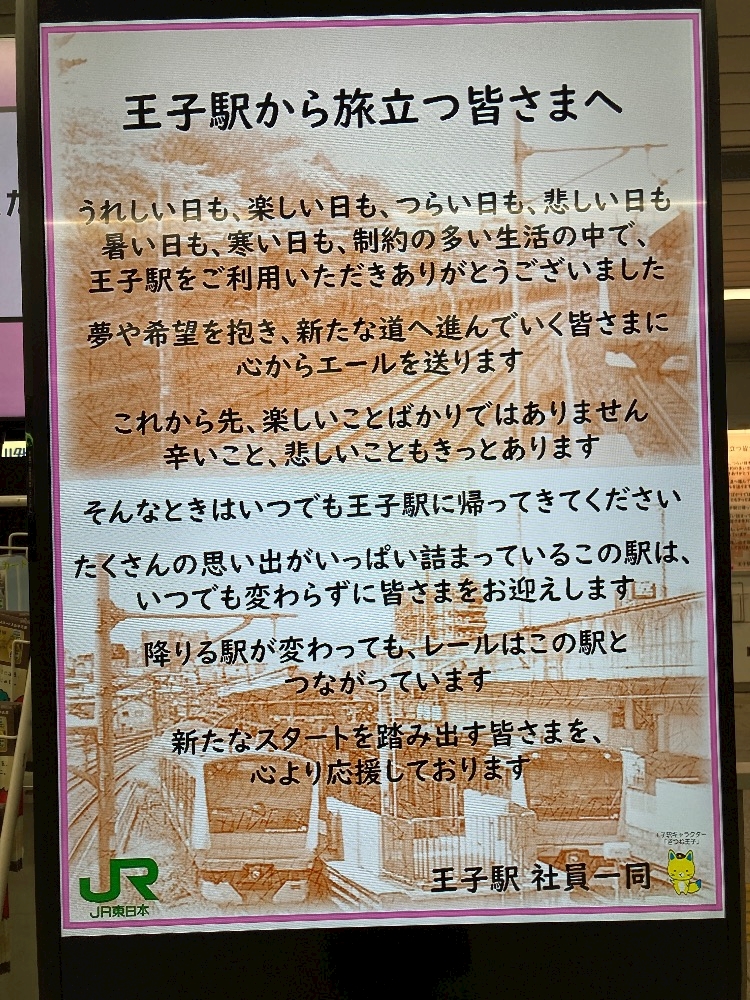 王子駅から旅立つ皆さまへ
うれしい日も、楽しい日も、つらい日も、悲しい日も
暑い日も、寒い日も、制約の多い生活の中で、
王子駅をご利用いただきありがとうございました
夢や希望を抱き、新たな道へ進んでいく皆さまに
心からエールを送ります
これから先、楽しいことばかりではありません
辛いこと、悲しいこともきっとあります
そんなときはいつでも王子駅に帰ってきてください
たくさんの思い出がいっぱい詰まっているこの駅は、
いつでも変わらずに皆さまをお迎えします
降りる駅が変わっても、レールはこの駅と
つながっています
新たなスタートを踏み出す皆さまを、
心より応援しております
王子駅キャラクター
「きつね王子」
王子駅 社員一同
JR
JR東日本